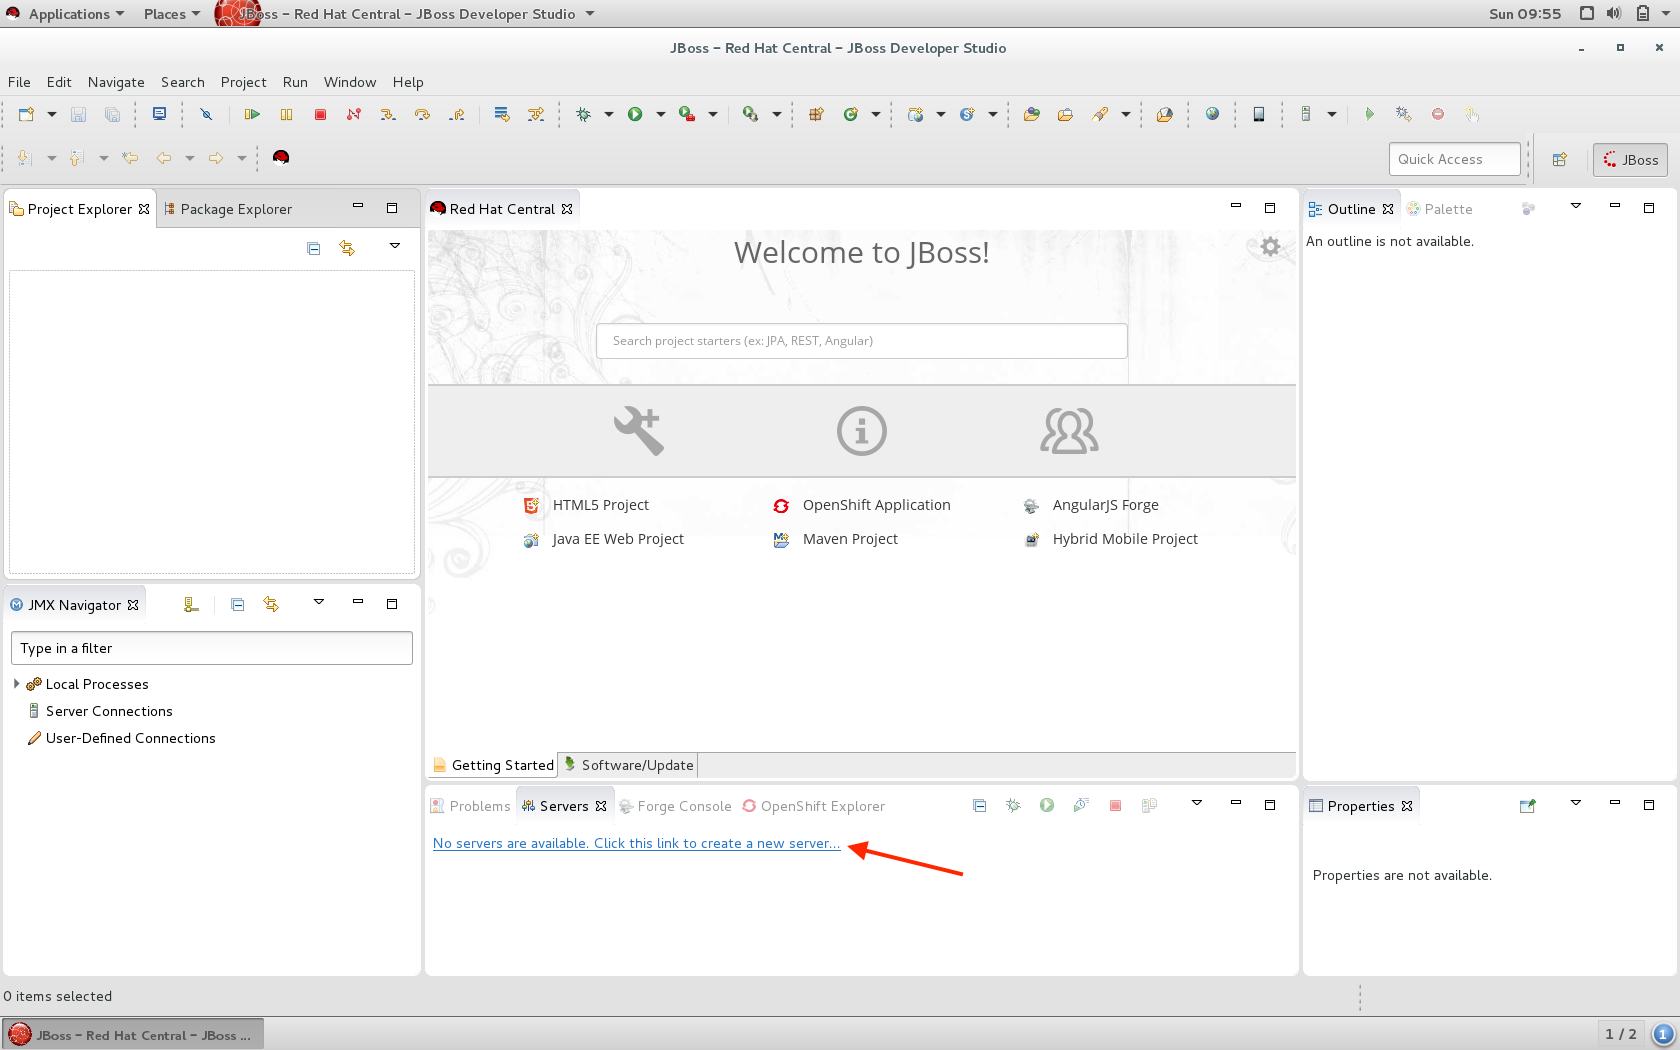 Applications Places JBoss – Red Hat Central – JBoss Developer Studio Sun 09:55
JBoss – Red Hat Central – JBoss Developer Studio
File Edit Navigate Search Project Run Window Help
Quick Access JBoss
Project Explorer Package Explorer
Red Hat Central
Welcome to JBoss!
Search project starters (ex: JPA, REST, Angular)
HTML5 Project OpenShift Application AngularJS Forge
Java EE Web Project Maven Project Hybrid Mobile Project
Getting Started Software/Update
Outline Palette
An outline is not available.
JMX Navigator
Type in a filter
Local Processes
Server Connections
User-Defined Connections
Problems Servers Forge Console OpenShift Explorer
No servers are available. Click this link to create a new server...
Properties
Properties are not available.
0 items selected
JBoss – Red Hat Central – JBoss ... 1 / 2 1